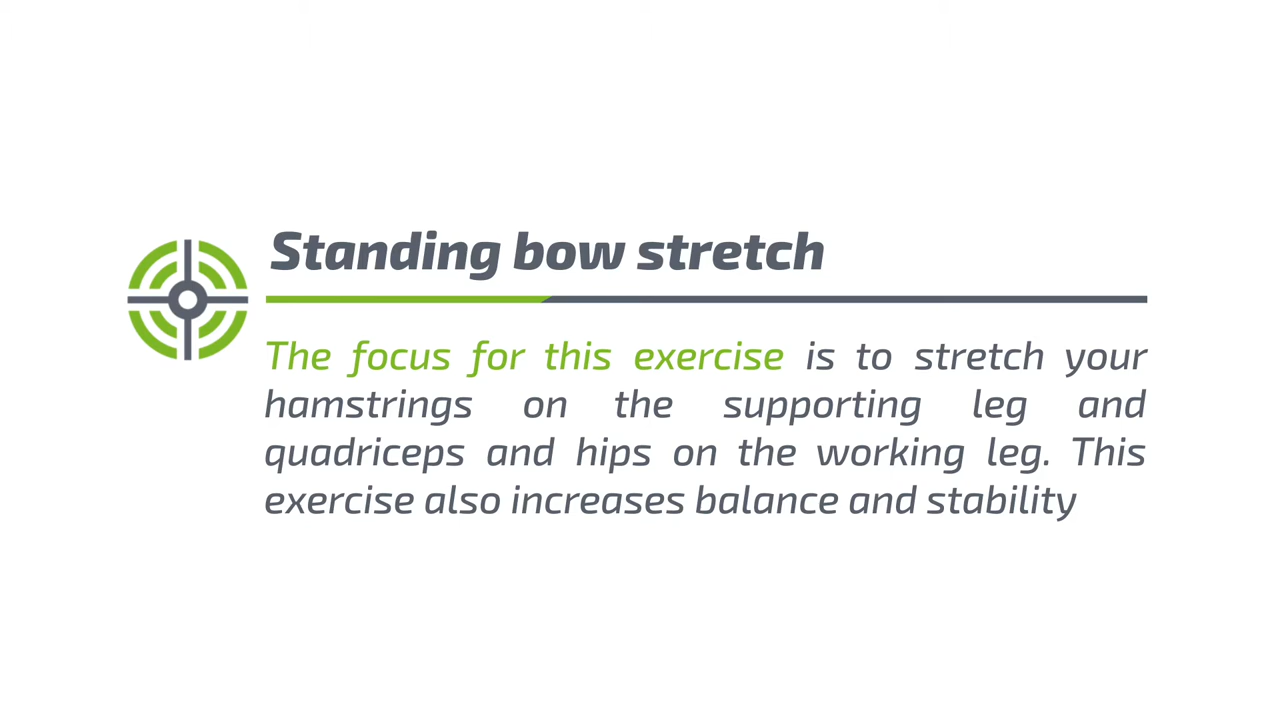 Standing bow stretch
The focus for this exercise is to stretch your
hamstrings on the supporting leg and
quadriceps and hips on the working leg. This
exercise also increases balance and stability